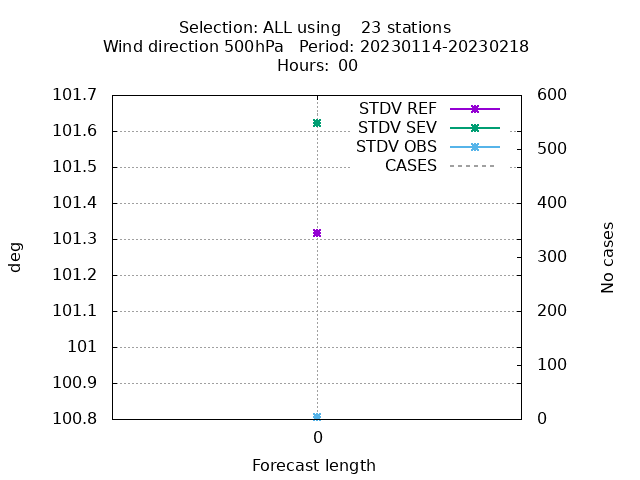 Selection: ALL using    23 stations
Wind direction 500hPa   Period: 20230114-20230218
Hours:  00
101.7
101.6
101.5
101.4
101.3
101.2
101.1
101
100.9
100.8
600
500
400
300
200
100
0
STDV REF
STDV SEV
STDV OBS
CASES
deg
No cases
0
Forecast length